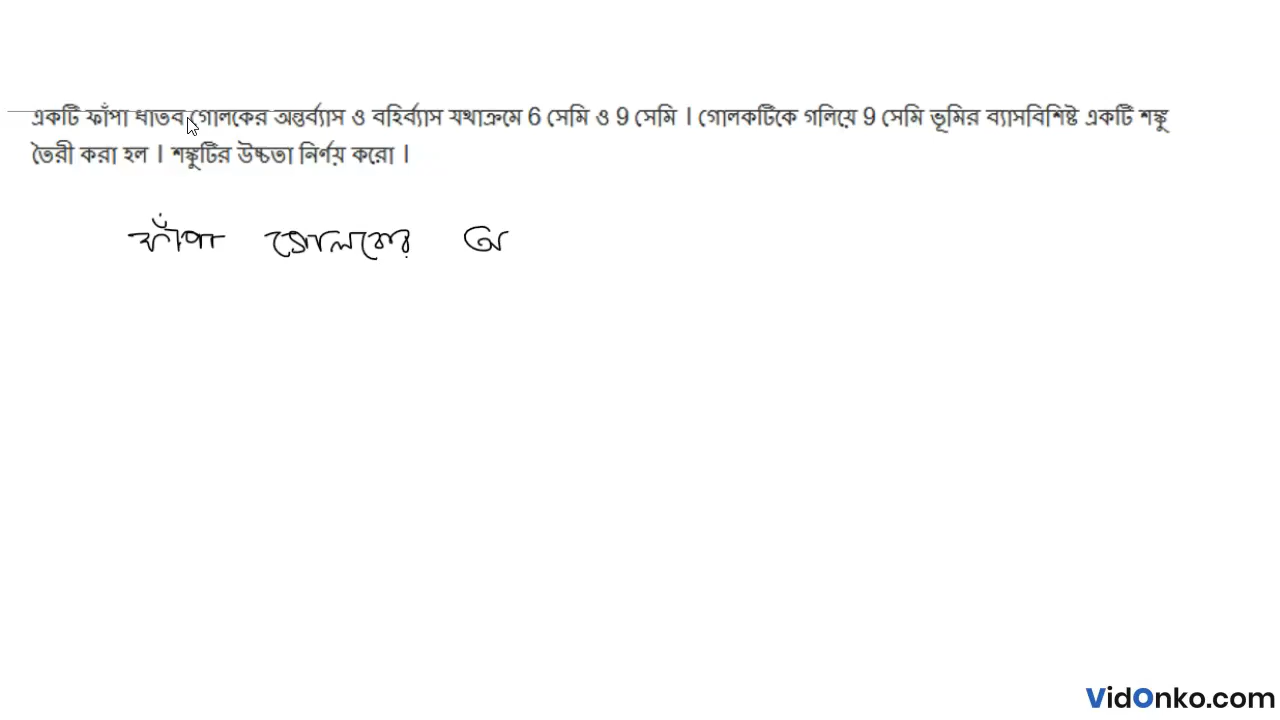 একটি ফাঁপা ধাতব গোলকের অন্তর্ব্যাস ও বহির্ব্যাস যথাক্রমে 6 সেমি ও 9 সেমি । গোলকটিকে গলিয়ে 9 সেমি ভূমির ব্যাসবিশিষ্ট একটি শঙ্কু
তৈরী করা হল । শঙ্কুটির উচ্চতা নির্ণয় করো ।
ফাঁপা গোলকের অ
VidOnko.com